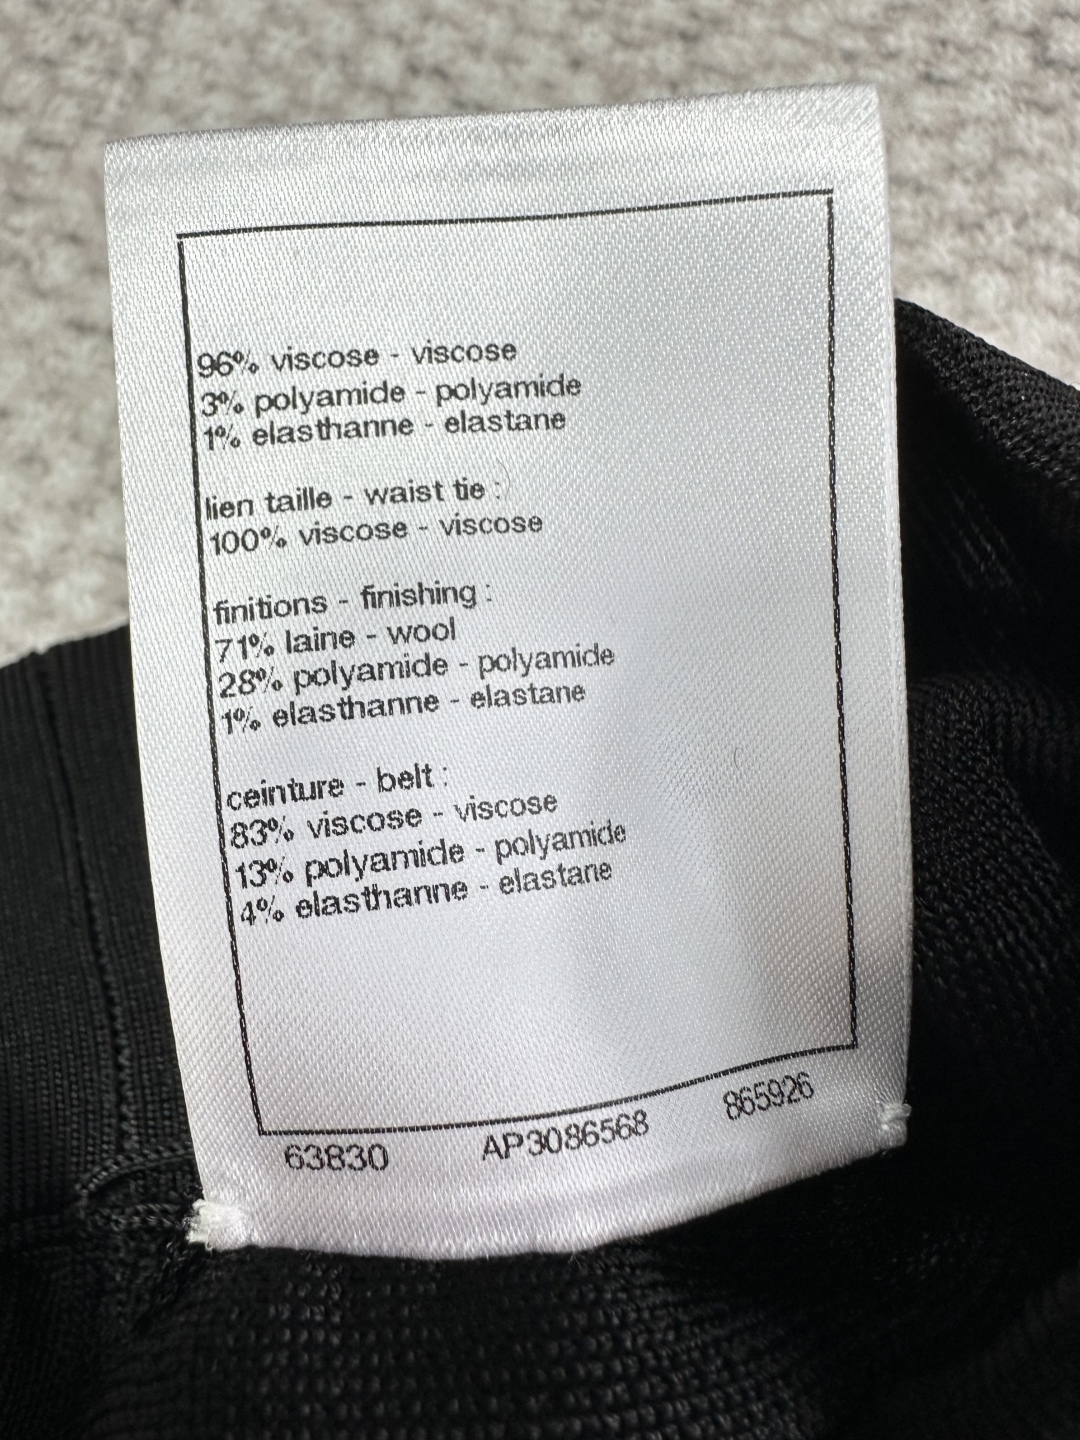 96% viscose - viscose
3% polyamide - polyamide
1% elasthanne - elastane
lien taille - waist tie :
100% viscose - viscose
finitions - finishing :
71% laine - wool
28% polyamide - polyamide
1% elasthanne - elastane
ceinture - belt :
83% viscose - viscose
13% polyamide - polyamide
4% elasthanne - elastane
63830 AP3086568 865926